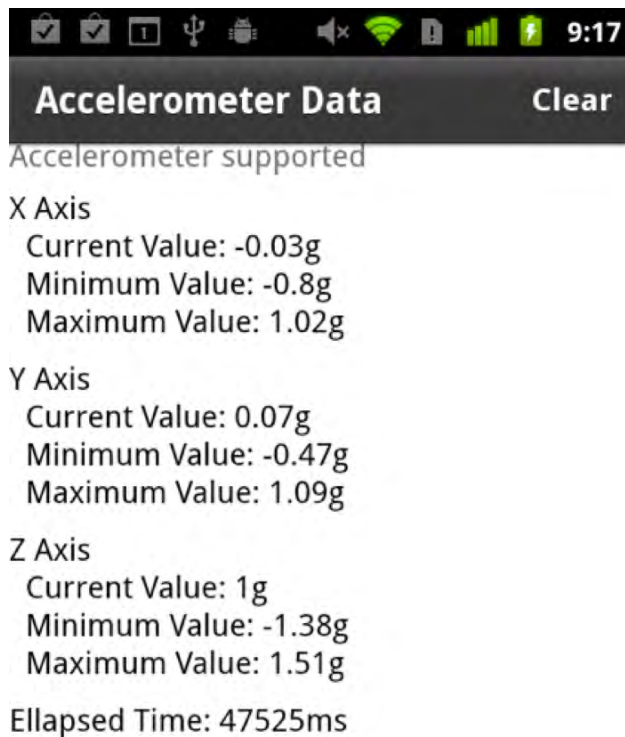 1
9:17
Accelerometer Data
Clear
Accelerometer supported
X Axis
Current Value: -0.03g
Minimum Value: -0.8g
Maximum Value: 1.02g
Y Axis
Current Value: 0.07g
Minimum Value: -0.47g
Maximum Value: 1.09g
Z Axis
Current Value: 1g
Minimum Value: -1.38g
Maximum Value: 1.51g
Ellapsed Time: 47525ms